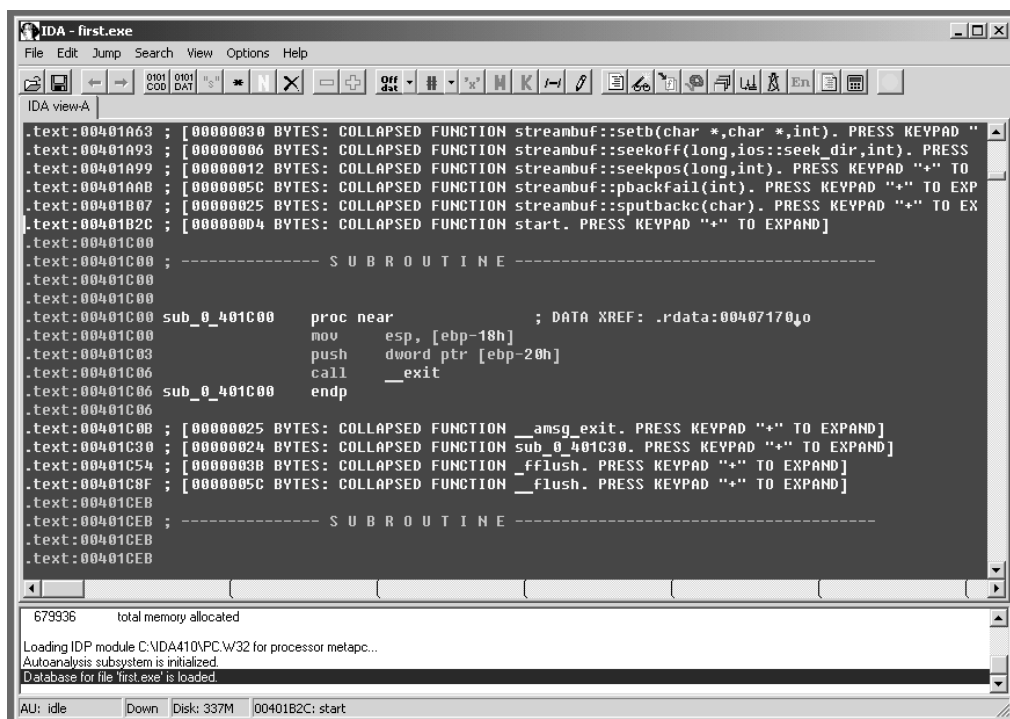 IDA - first.exe
File Edit Jump Search View Options Help
0101 COD 0101 DAT "s" * N X Off dat # 'x' M K En
IDA view-A
.text:00401A63 ; [00000030 BYTES: COLLAPSED FUNCTION streambuf::setb(char *,char *,int). PRESS KEYPAD "
.text:00401A93 ; [00000006 BYTES: COLLAPSED FUNCTION streambuf::seekoff(long,ios::seek_dir,int). PRESS
.text:00401A99 ; [00000012 BYTES: COLLAPSED FUNCTION streambuf::seekpos(long,int). PRESS KEYPAD "+" TO
.text:00401AAB ; [0000005C BYTES: COLLAPSED FUNCTION streambuf::pbackfail(int). PRESS KEYPAD "+" TO EXP
.text:00401B07 ; [00000025 BYTES: COLLAPSED FUNCTION streambuf::sputbackc(char). PRESS KEYPAD "+" TO EX
.text:00401B2C ; [000000D4 BYTES: COLLAPSED FUNCTION start. PRESS KEYPAD "+" TO EXPAND]
.text:00401C00
.text:00401C00 ; --------------- S U B R O U T I N E ---------------------------------------
.text:00401C00
.text:00401C00
.text:00401C00 sub_0_401C00 proc near ; DATA XREF: .rdata:00407170↓o
.text:00401C00 mov esp, [ebp-18h]
.text:00401C03 push dword ptr [ebp-20h]
.text:00401C06 call __exit
.text:00401C06 sub_0_401C00 endp
.text:00401C06
.text:00401C0B ; [00000025 BYTES: COLLAPSED FUNCTION __amsg_exit. PRESS KEYPAD "+" TO EXPAND]
.text:00401C30 ; [00000024 BYTES: COLLAPSED FUNCTION sub_0_401C30. PRESS KEYPAD "+" TO EXPAND]
.text:00401C54 ; [0000003B BYTES: COLLAPSED FUNCTION _fflush. PRESS KEYPAD "+" TO EXPAND]
.text:00401C8F ; [0000005C BYTES: COLLAPSED FUNCTION __flush. PRESS KEYPAD "+" TO EXPAND]
.text:00401CEB
.text:00401CEB ; --------------- S U B R O U T I N E ---------------------------------------
.text:00401CEB
.text:00401CEB
679936 total memory allocated
Loading IDP module C:\IDA410\PC.W32 for processor metapc...
Autoanalysis subsystem is initialized.
Database for file 'first.exe' is loaded.
AU: idle Down Disk: 337M 00401B2C: start